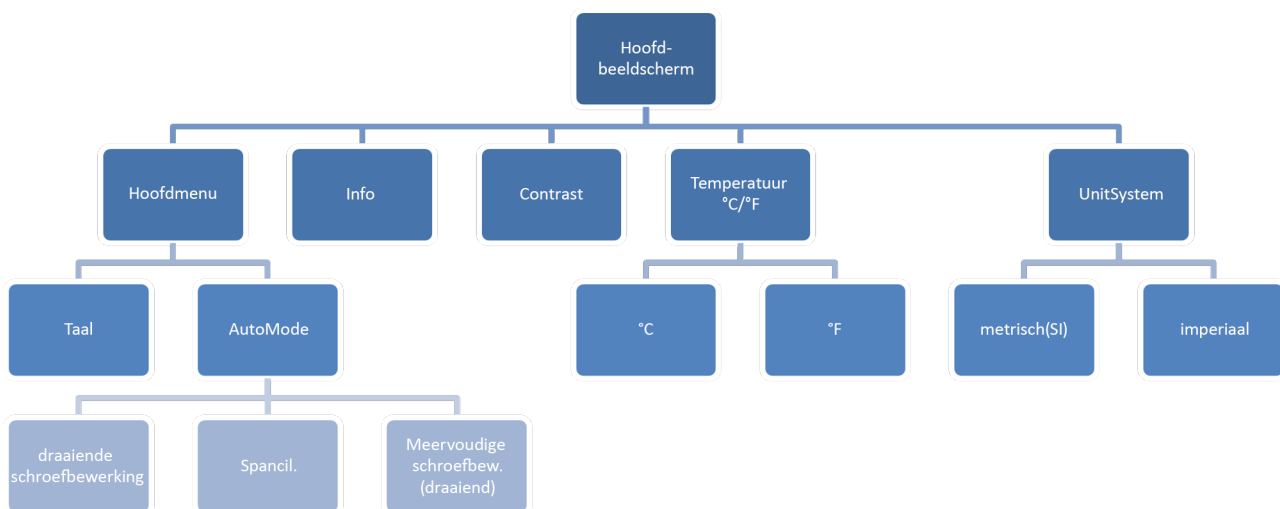 Hoofd-
beeldscherm
Hoofdmenu
Info
Contrast
Temperatuur
°C/°F
UnitSystem
Taal
AutoMode
°C
°F
metrisch(SI)
imperiaal
draaiende
schroefbewerking
Spancil.
Meervoudige
schroefbew.
(draaiend)